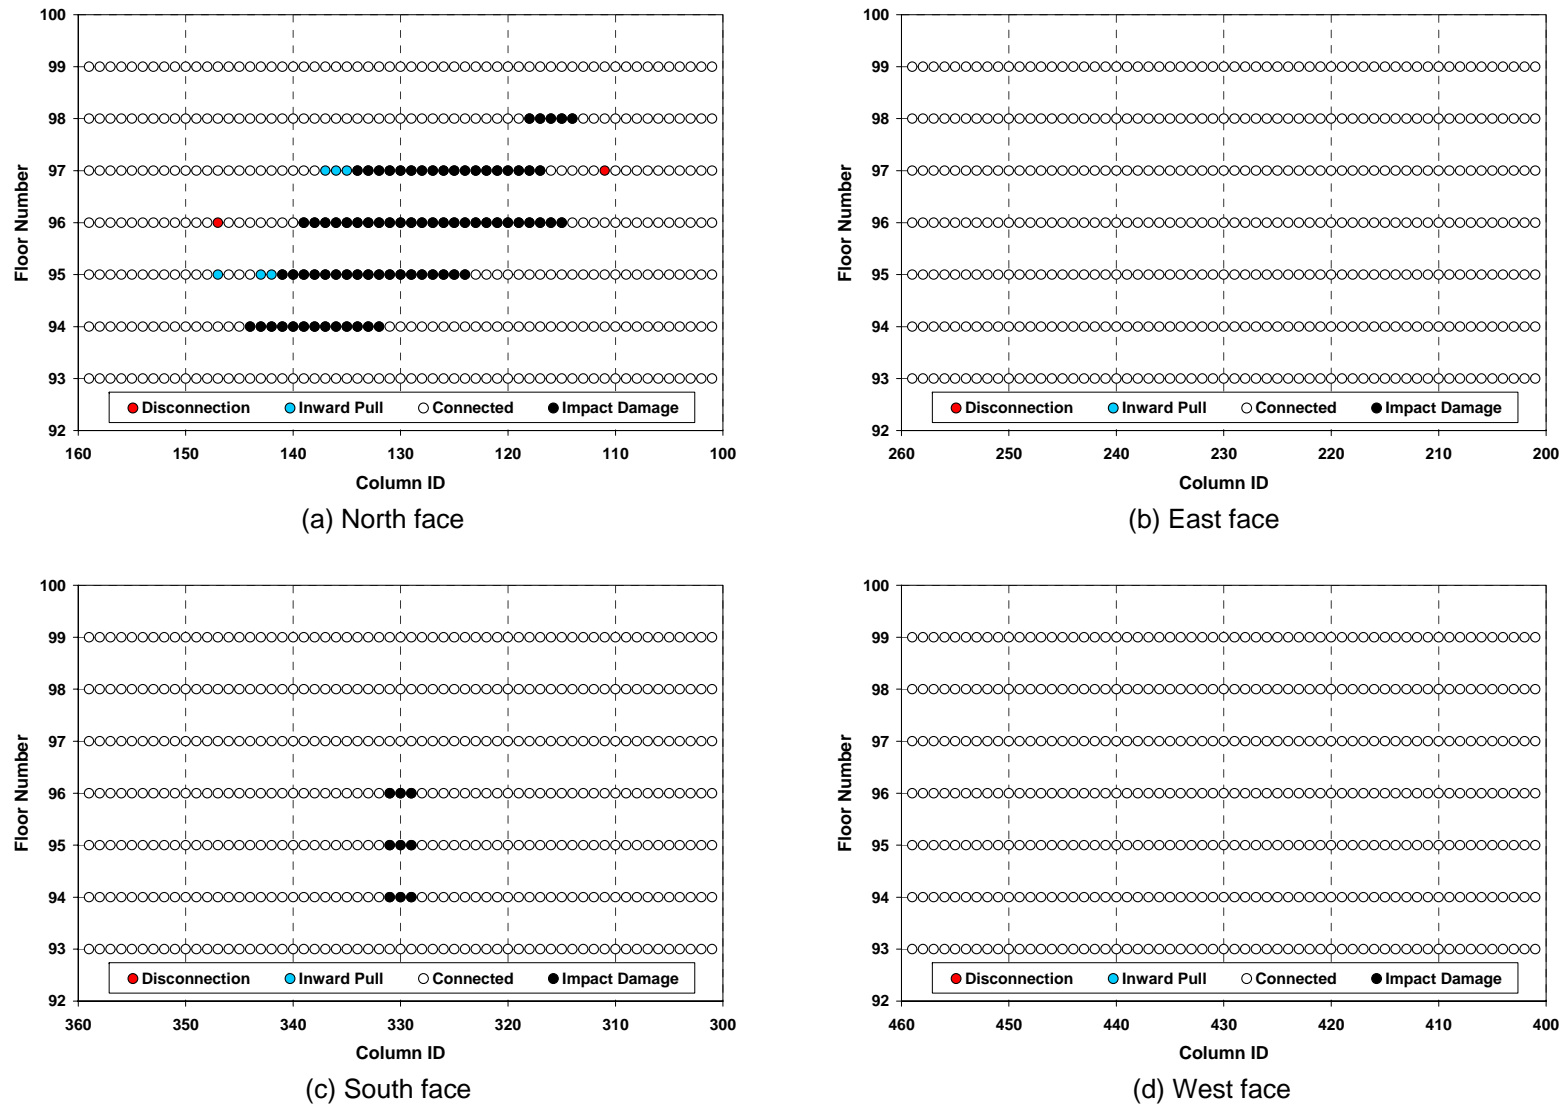 100
99
98
97
96
95
94
93
92
Floor Number
Disconnection Inward Pull Connected Impact Damage
160 150 140 130 120 110 100
Column ID
(a) North face
100
99
98
97
96
95
94
93
92
Floor Number
Disconnection Inward Pull Connected Impact Damage
260 250 240 230 220 210 200
Column ID
(b) East face
100
99
98
97
96
95
94
93
92
Floor Number
Disconnection Inward Pull Connected Impact Damage
360 350 340 330 320 310 300
Column ID
(c) South face
100
99
98
97
96
95
94
93
92
Floor Number
Disconnection Inward Pull Connected Impact Damage
460 450 440 430 420 410 400
Column ID
(d) West face